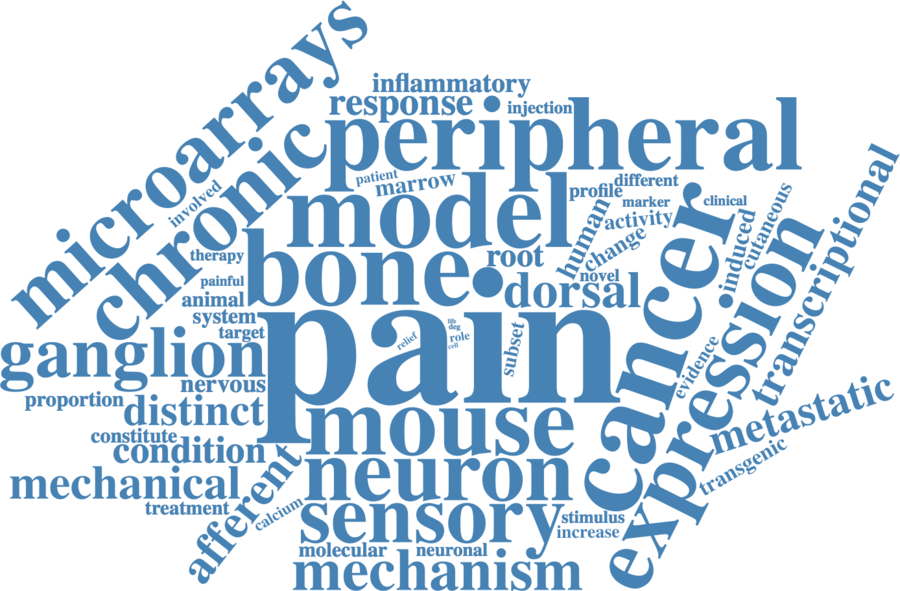 microarrays
inflammatory
response
injection
peripheral
chronic
involved
patient
marrow
model
profile
different
marker
clinical
human
activity
change
cancer
induced
cutaneous
transcriptional
therapy
bone
root
novel
painful
animal
dorsal
system
target
pain
life
deg
role
cell
relief
subset
expression
evidence
ganglion
nervous
proportion
distinct
mouse
metastatic
constitute
condition
transgenic
mechanical
afferent
neuron
treatment
calcium
sensory
stimulus
increase
molecular
neuronal
mechanism